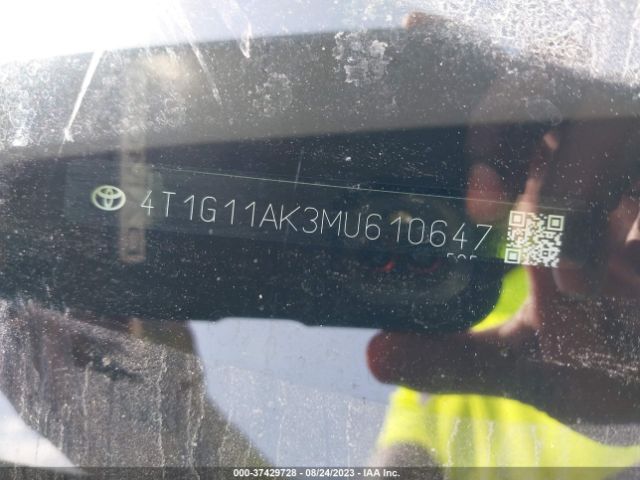 4T1G11AK3MU610647
000-37429728 - 08/24/2023 - IAA Inc.